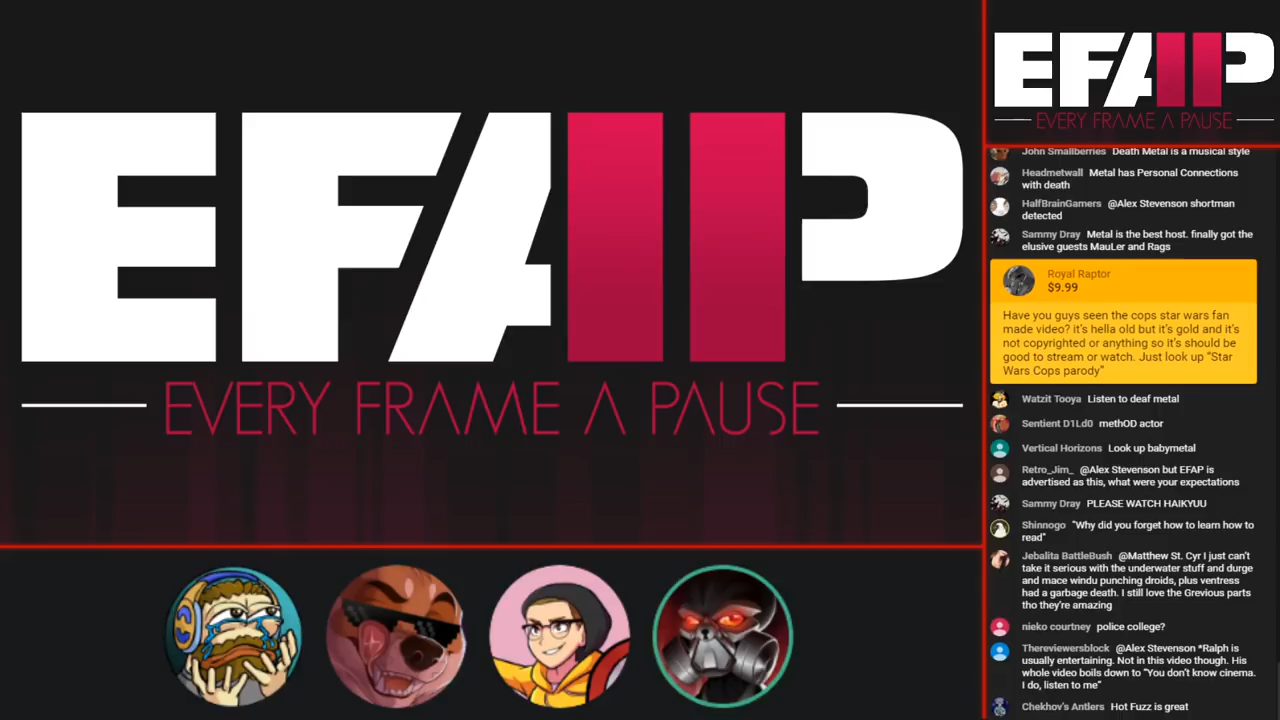 EFAP
EVERY FRAME A PAUSE
EFAP
EVERY FRAME A PAUSE
John Smallberries Death Metal is a musical style
Headmetwall Metal has Personal Connections
with death
HalfBrainGamers @Alex Stevenson shortman
detected
Sammy Dray Metal is the best host. finally got the
elusive guests MauLer and Rags
Royal Raptor
$9.99
Have you guys seen the cops star wars fan
made video? it's hella old but it's gold and it's
not copyrighted or anything so it's should be
good to stream or watch. Just look up “Star
Wars Cops parody”
Watzit Tooya Listen to deaf metal
Sentient D1Ld0 methOD actor
Vertical Horizons Look up babymetal
Retro_Jim_ @Alex Stevenson but EFAP is
advertised as this, what were your expectations
Sammy Dray PLEASE WATCH HAIKYUU
Shinnogo “Why did you forget how to learn how to
read”
Jebalita BattleBush @Matthew St. Cyr I just can't
take it serious with the underwater stuff and durge
and mace windu punching droids, plus ventress
had a garbage death. I still love the Grevious parts
tho they're amazing
nieko courtney police college?
Thereviewersblock @Alex Stevenson *Ralph is
usually entertaining. Not in this video though. His
whole video boils down to “You don't know cinema.
I do, listen to me”
Chekhov's Antlers Hot Fuzz is great